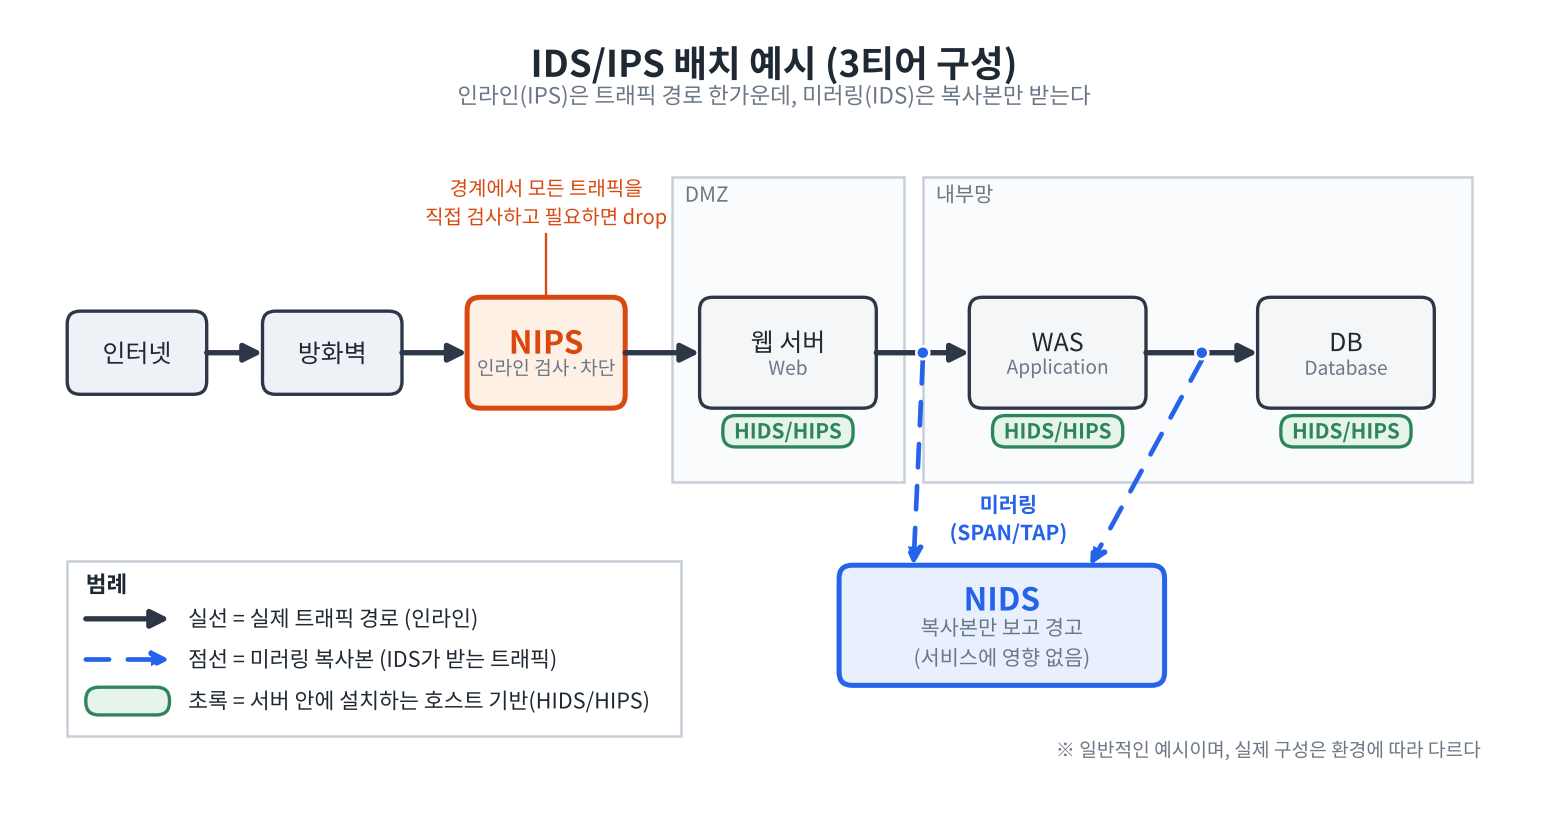 IDS/IPS 배치 예시 (3티어 구성)
인라인(IPS)은 트래픽 경로 한가운데, 미러링(IDS)은 복사본만 받는다
경계에서 모든 트래픽을
직접 검사하고 필요하면 drop
DMZ
내부망
인터넷
방화벽
NIPS
인라인 검사·차단
웹 서버
Web
WAS
Application
DB
Database
HIDS/HIPS
HIDS/HIPS
HIDS/HIPS
미러링
(SPAN/TAP)
NIDS
복사본만 보고 경고
(서비스에 영향 없음)
범례
실선 = 실제 트래픽 경로 (인라인)
점선 = 미러링 복사본 (IDS가 받는 트래픽)
초록 = 서버 안에 설치하는 호스트 기반(HIDS/HIPS)
※ 일반적인 예시이며, 실제 구성은 환경에 따라 다르다